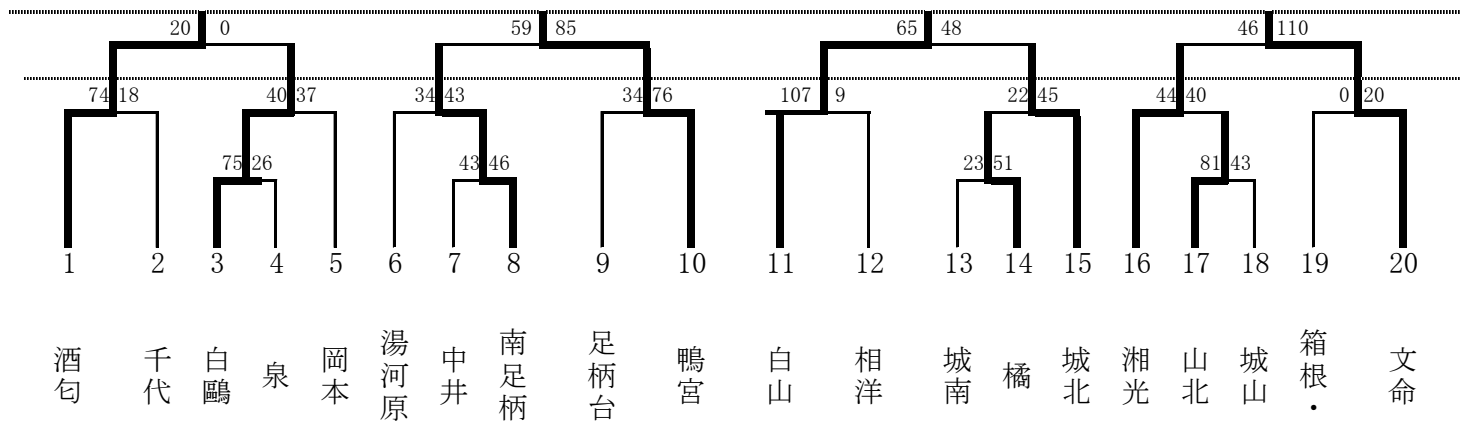 20 0 59 85 65 48 46 110
74 18 40 37 34 43 34 76 107 9 22 45 44 40 0 20
75 26 43 46 23 51 81 43
1 2 3 4 5 6 7 8 9 10 11 12 13 14 15 16 17 18 19 20
酒匂
千代
白鷗
泉
岡本
湯河原
中井
南足柄
足柄台
鴨宮
白山
相洋
城南
橘
城北
湘光
山北
城山
箱根・
文命